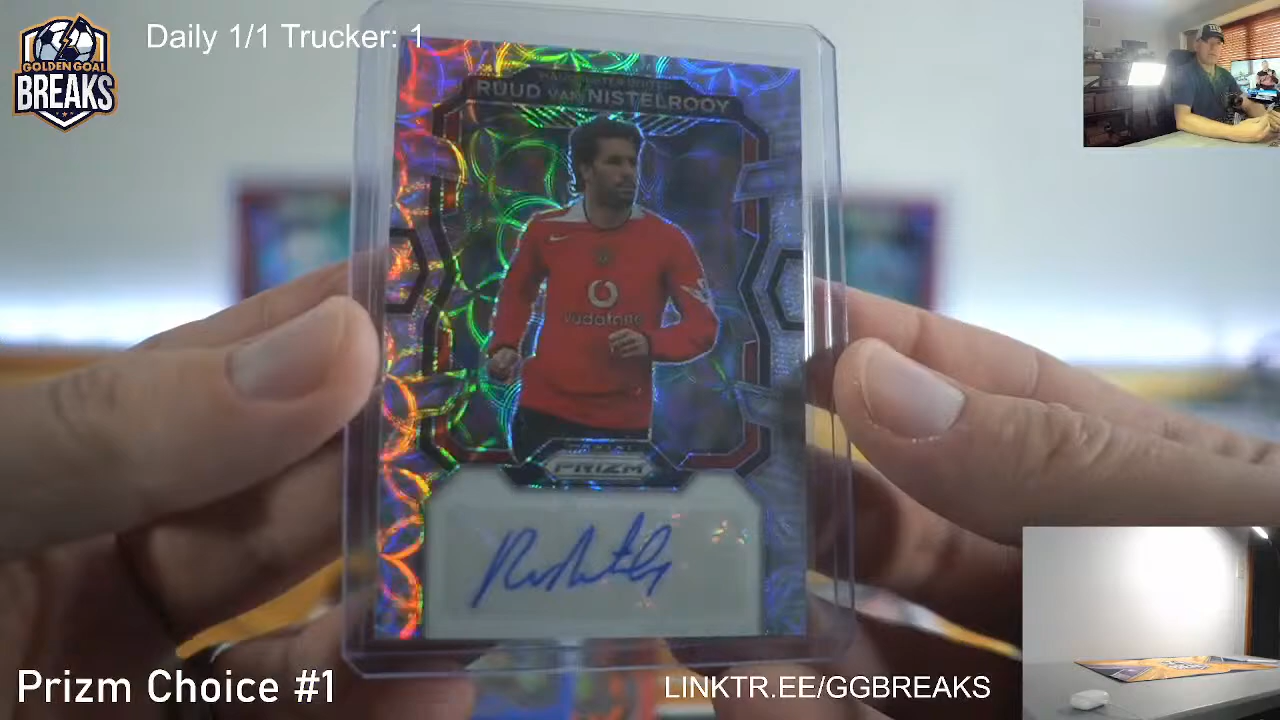 Daily 1/1 Trucker: 1
GOLDEN GOAL
BREAKS
RUUD VAN NISTELROOY
Vodafone
PRIZM
Prizm Choice #1
LINKTR.EE/GGBREAKS